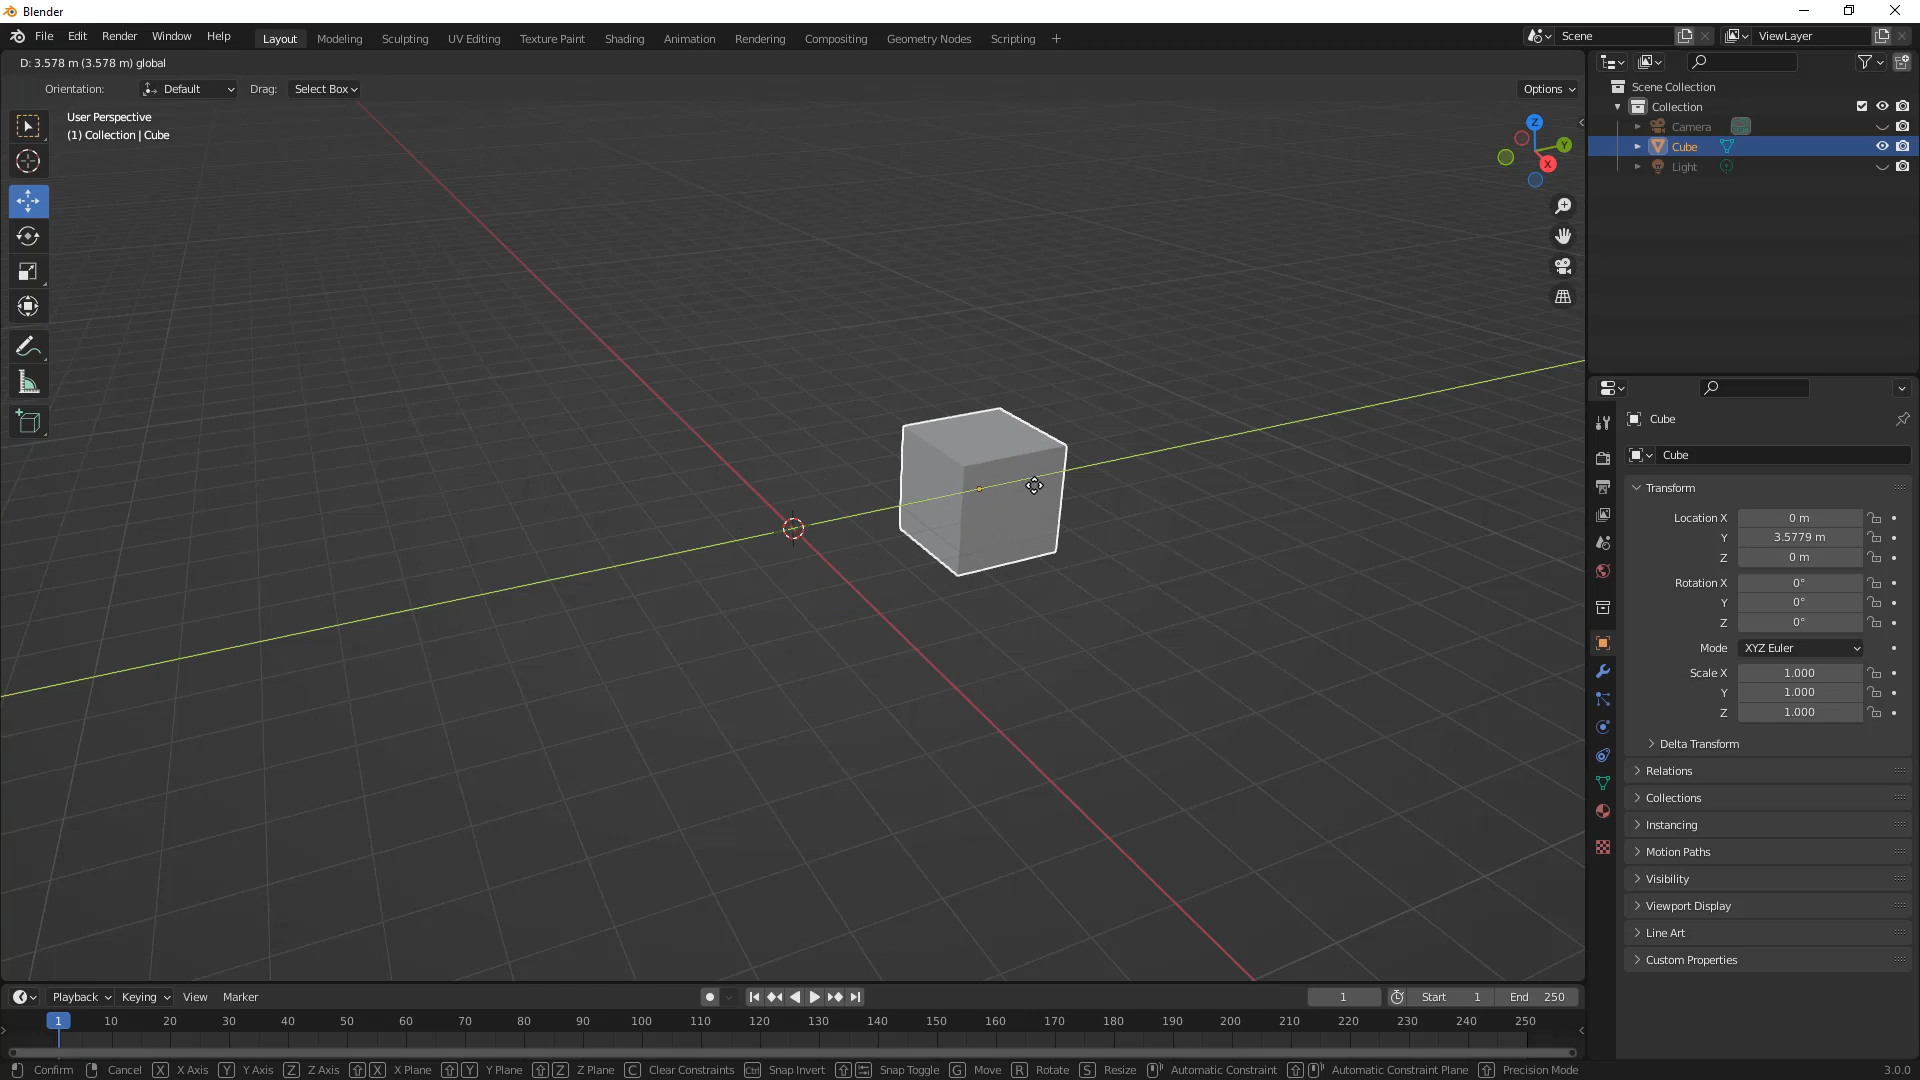 Blender
File Edit Render Window Help Layout Modeling Sculpting UV Editing Texture Paint Shading Animation Rendering Compositing Geometry Nodes Scripting + Scene ViewLayer
D: 3.578 m (3.578 m) global
Orientation: Default Drag: Select Box Options
User Perspective
(1) Collection | Cube
Z
Y
X
Scene Collection
Collection
Camera
Cube
Light
Cube
Cube
Transform
Location X 0 m
Y 3.5779 m
Z 0 m
Rotation X 0°
Y 0°
Z 0°
Mode XYZ Euler
Scale X 1.000
Y 1.000
Z 1.000
Delta Transform
Relations
Collections
Instancing
Motion Paths
Visibility
Viewport Display
Line Art
Custom Properties
Playback Keying View Marker 1 Start 1 End 250
1 10 20 30 40 50 60 70 80 90 100 110 120 130 140 150 160 170 180 190 200 210 220 230 240 250
Confirm Cancel X X Axis Y Y Axis Z Z Axis X X Plane Y Y Plane Z Z Plane C Clear Constraints Ctrl Snap Invert Snap Toggle G Move R Rotate S Resize Automatic Constraint Automatic Constraint Plane Precision Mode 3.0.0